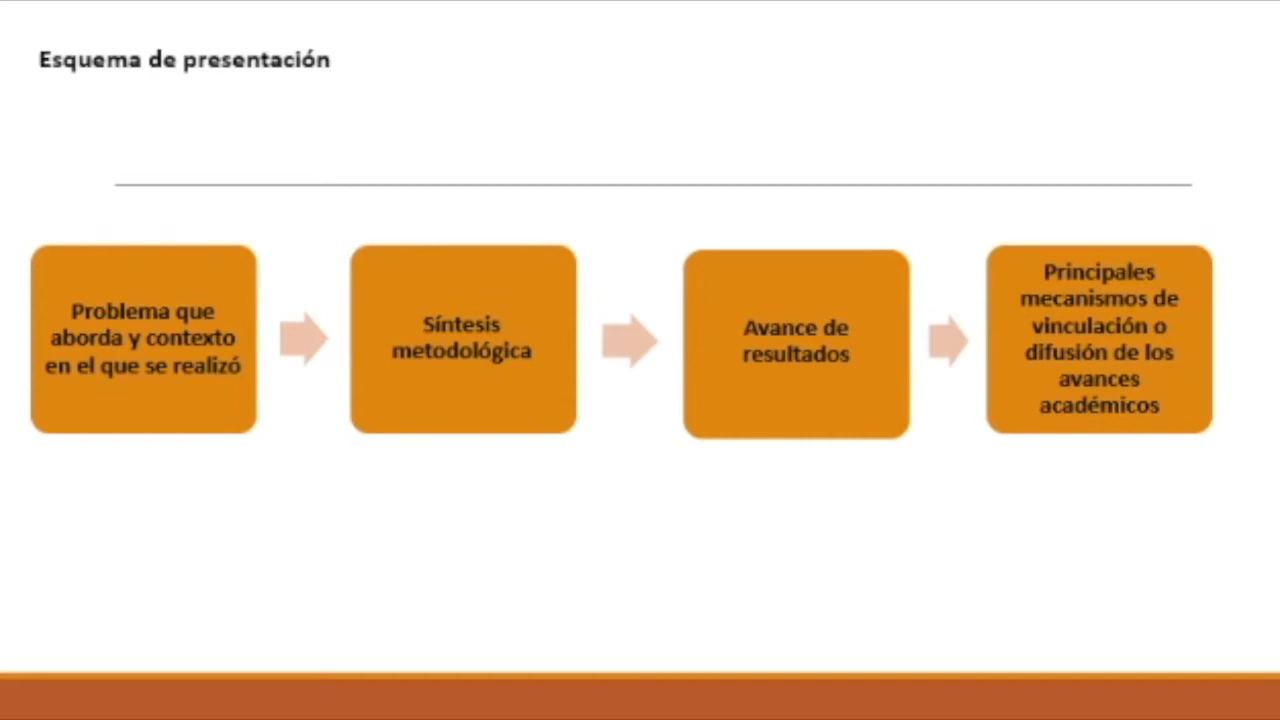 Esquema de presentación
Problema que
aborda y contexto
en el que se realizó
Síntesis
metodológica
Avance de
resultados
Principales
mecanismos de
vinculación o
difusión de los
avances
académicos